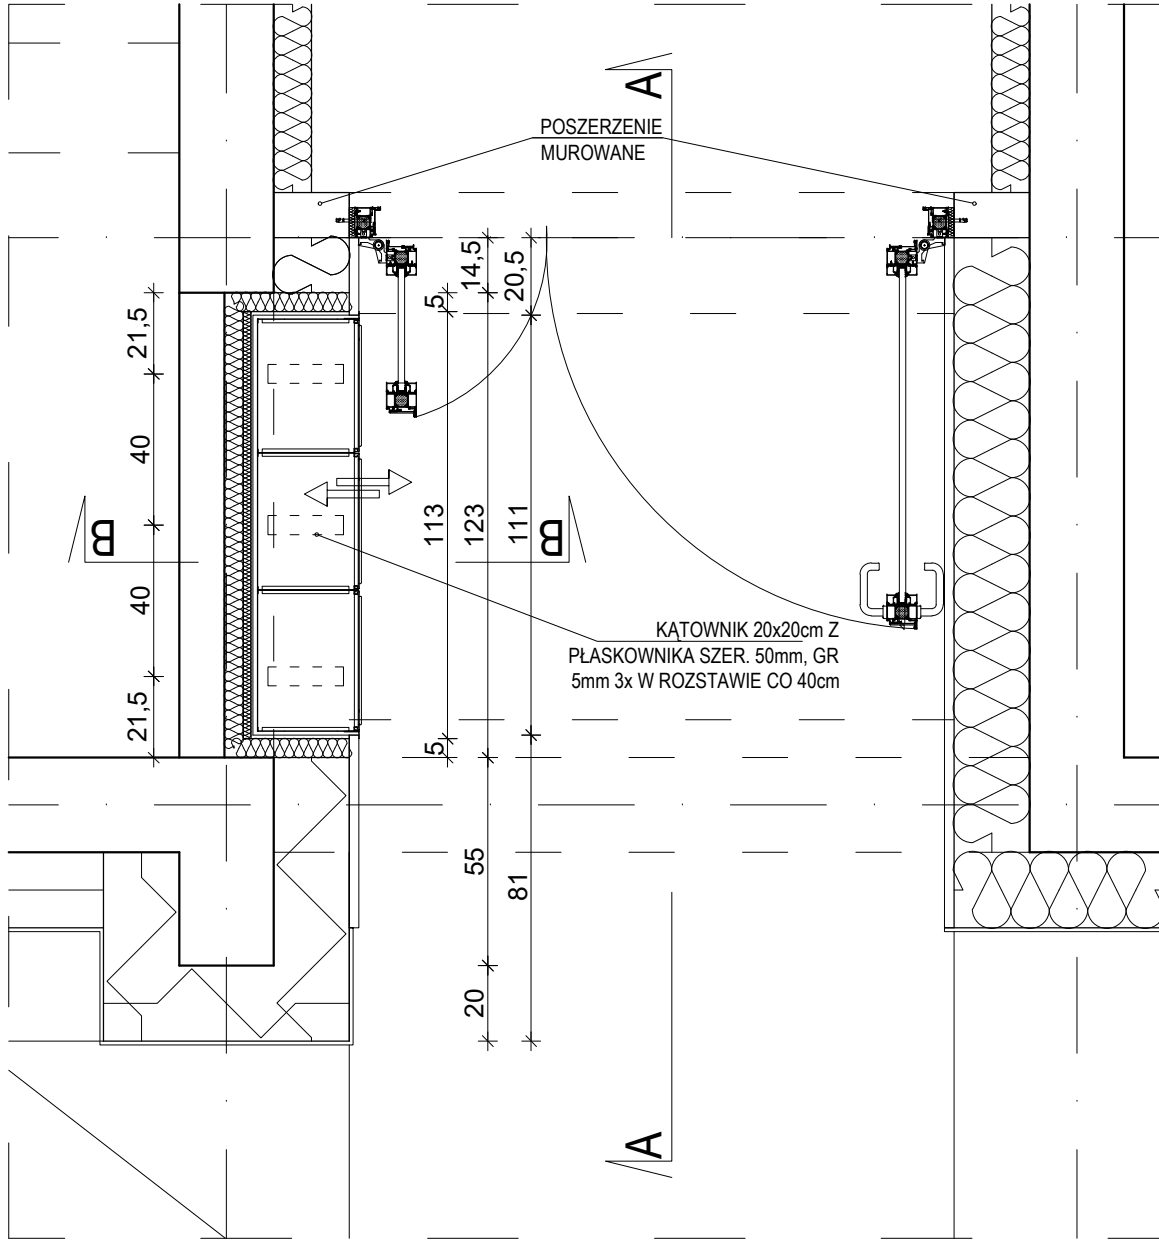 A
POSZERZENIE
MUROWANE
14,5
20,5
5
21,5
40
113
123
111
B
B
40
KĄTOWNIK 20x20cm Z
PŁASKOWNIKA SZER. 50mm, GR
5mm 3x W ROZSTAWIE CO 40cm
21,5
5
55
81
20
A